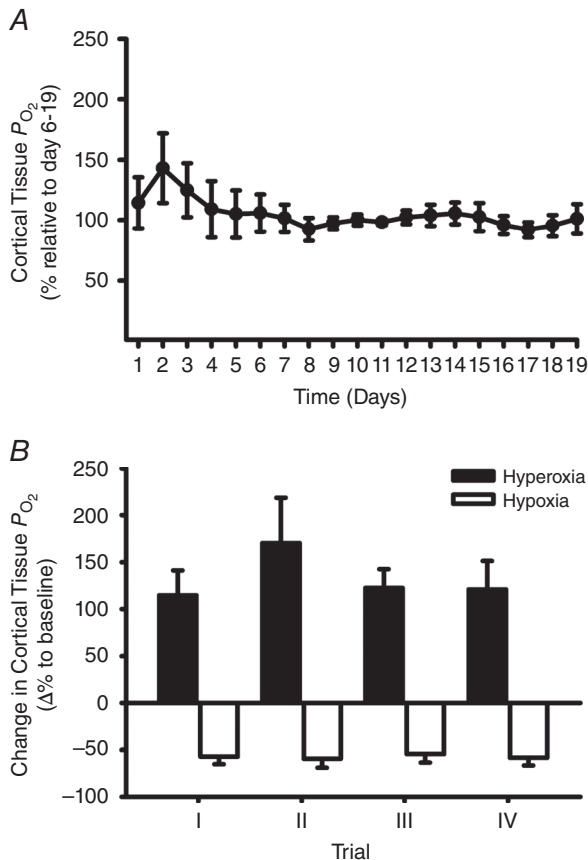 A
Cortical Tissue PO2
(% relative to day 6-19)
250
200
150
100
50
1 2 3 4 5 6 7 8 9 10 11 12 13 14 15 16 17 18 19
Time (Days)
B
Change in Cortical Tissue PO2
(Δ% to baseline)
250
200
150
100
50
0
−50
−100
Hyperoxia
Hypoxia
I II III IV
Trial